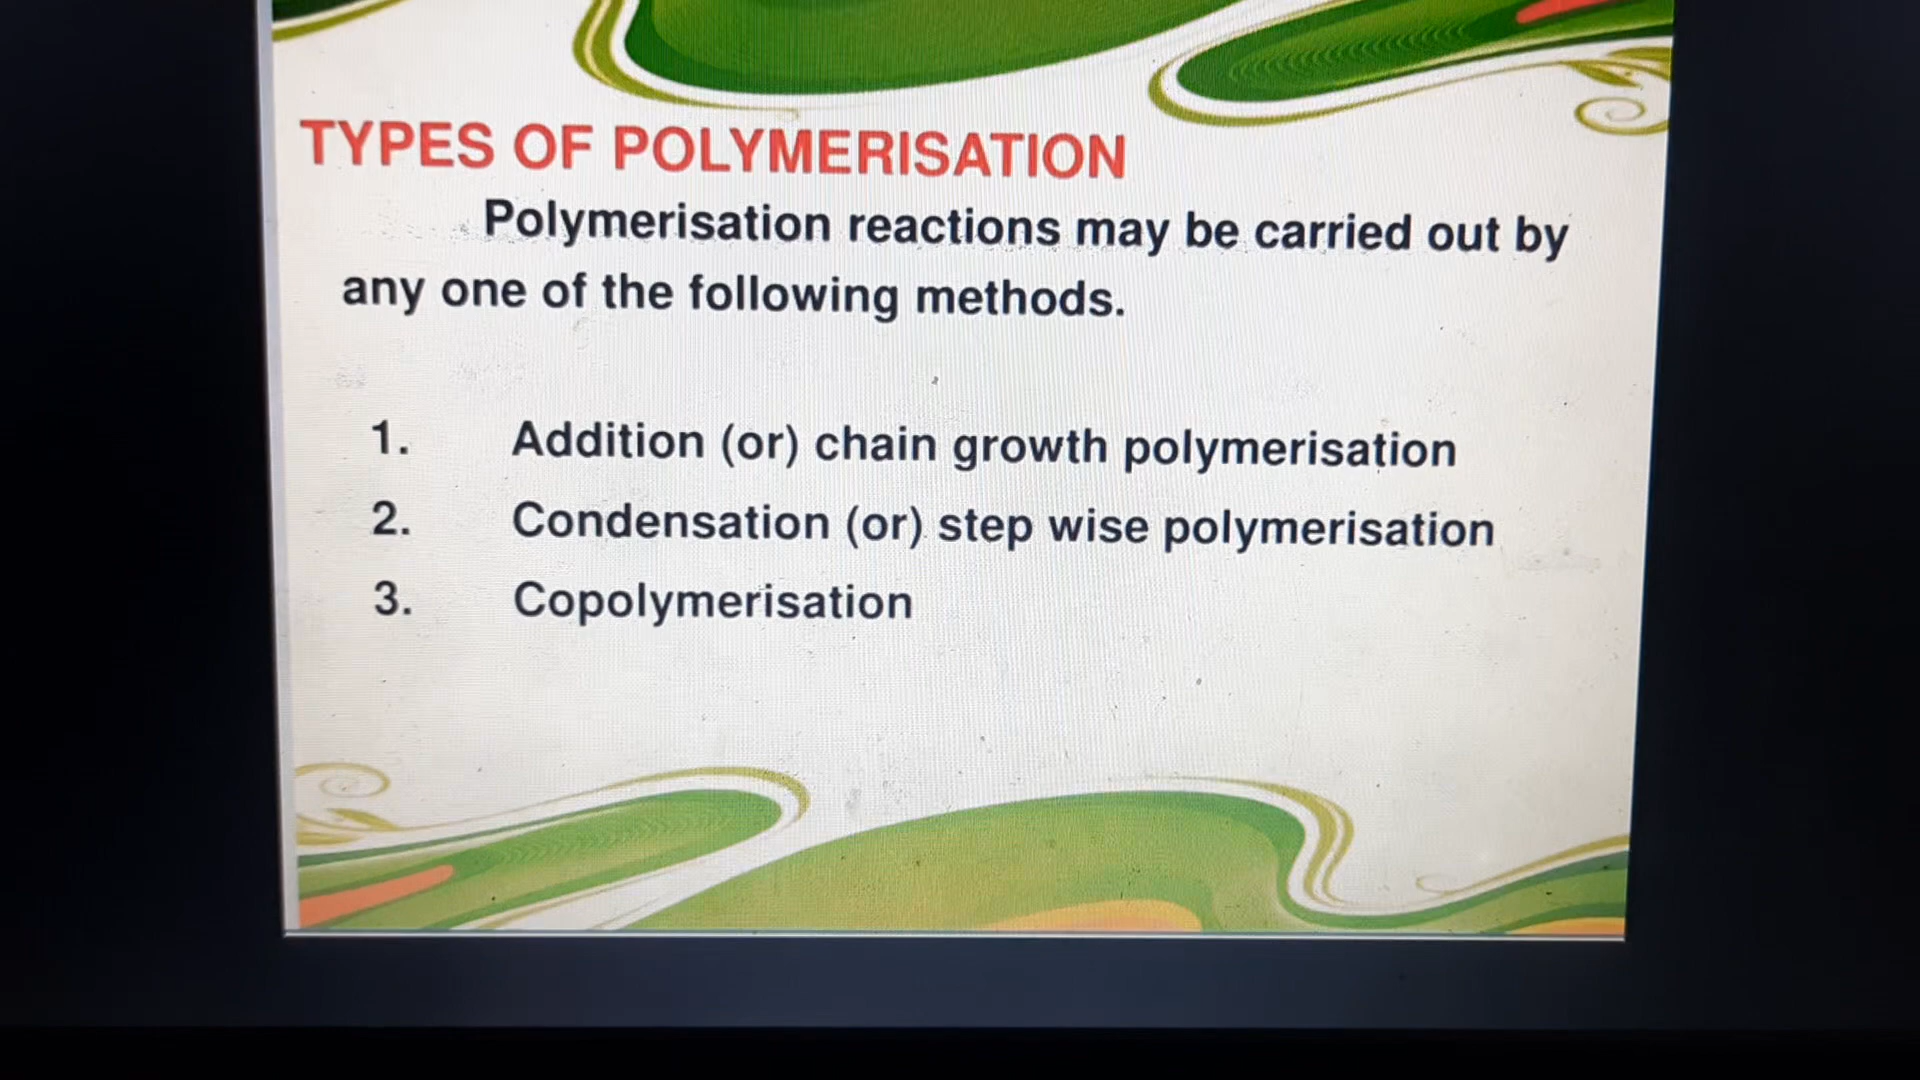 TYPES OF POLYMERISATION
Polymerisation reactions may be carried out by
any one of the following methods.
1. Addition (or) chain growth polymerisation
2. Condensation (or) step wise polymerisation
3. Copolymerisation